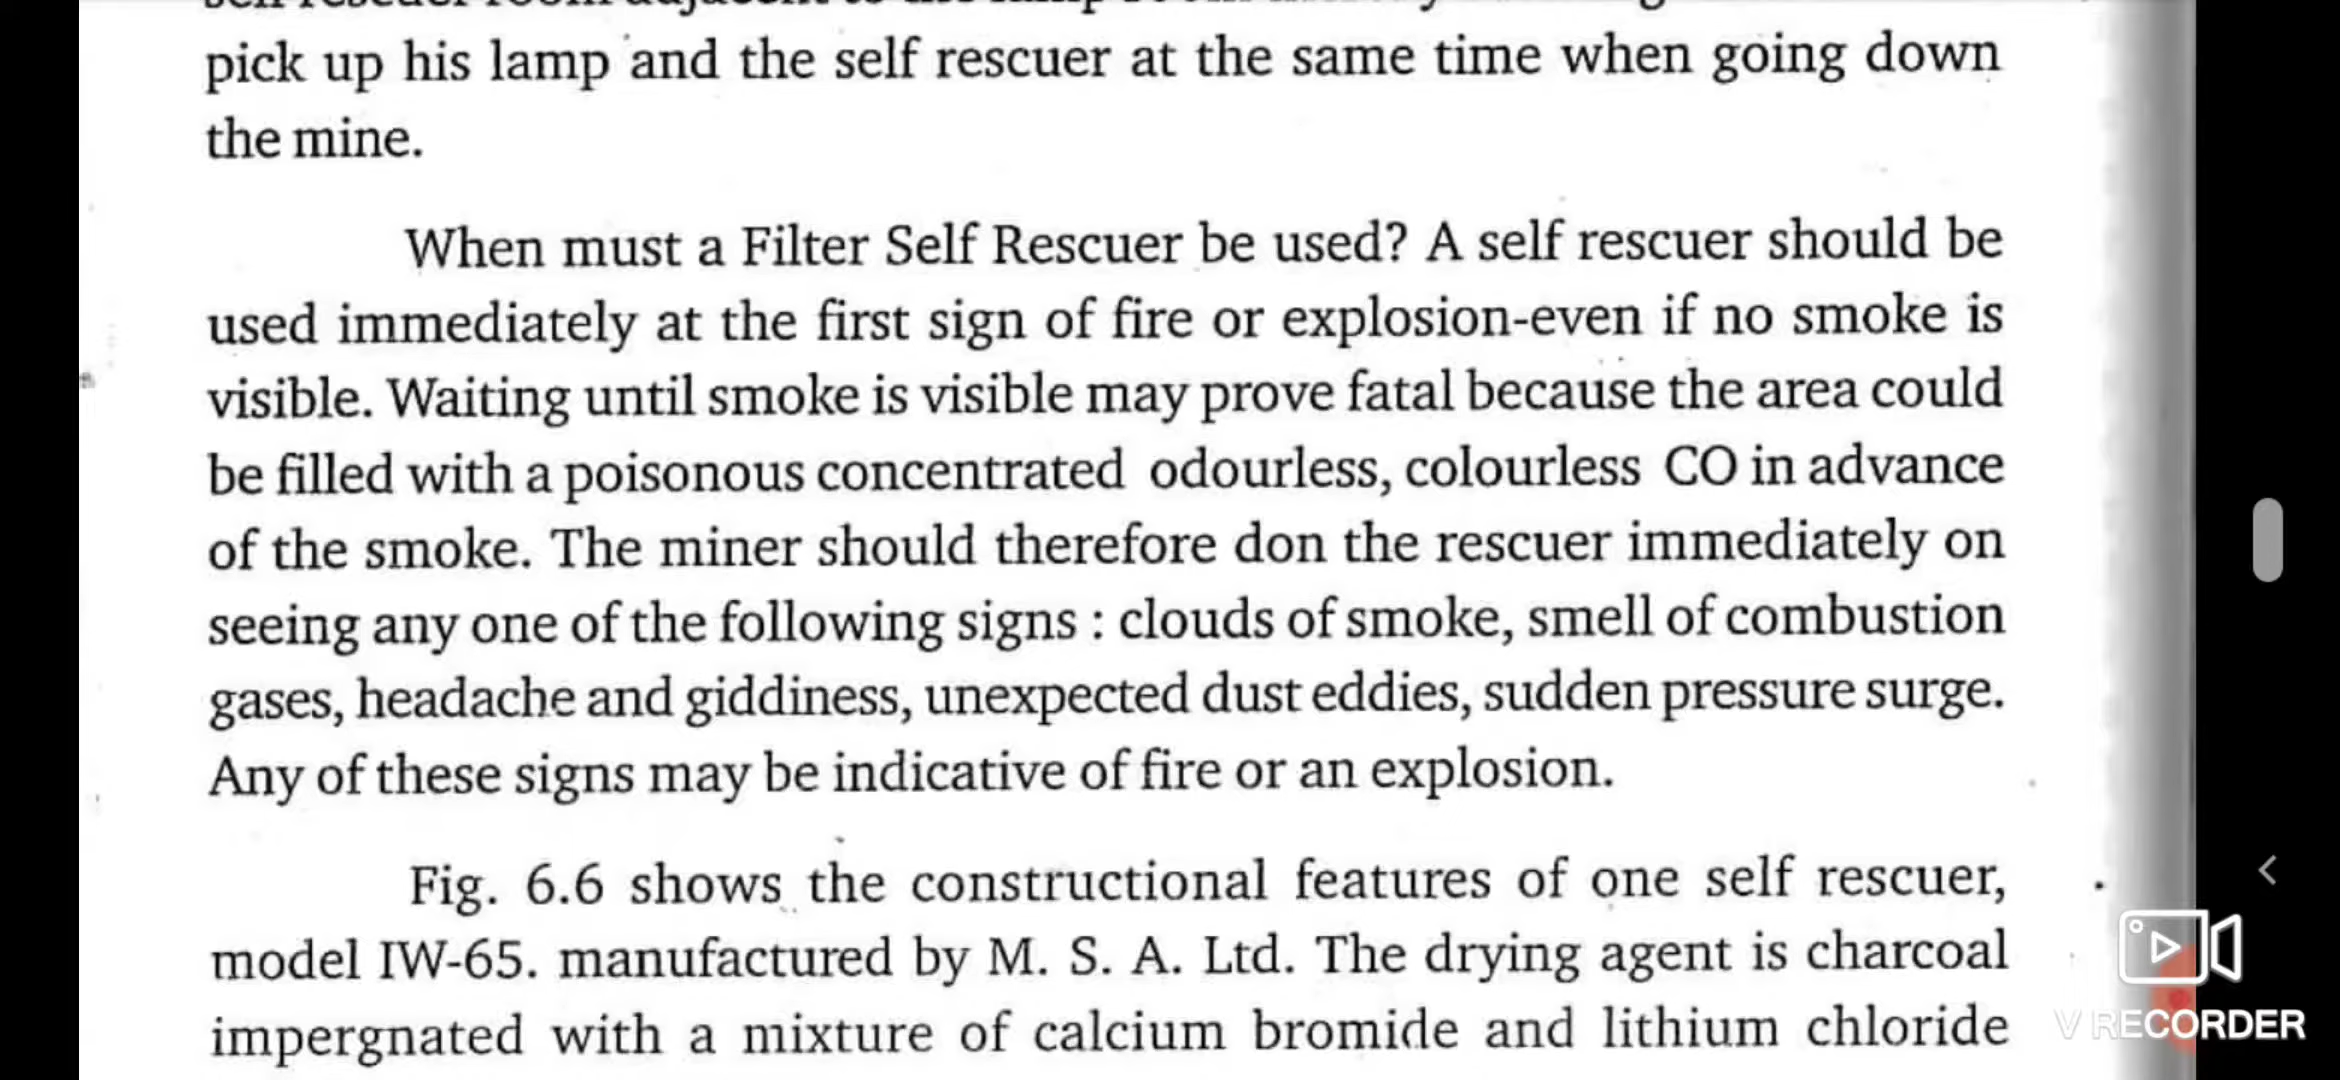 pick up his lamp and the self rescuer at the same time when going down
the mine.
When must a Filter Self Rescuer be used? A self rescuer should be
used immediately at the first sign of fire or explosion-even if no smoke is
visible. Waiting until smoke is visible may prove fatal because the area could
be filled with a poisonous concentrated odourless, colourless CO in advance
of the smoke. The miner should therefore don the rescuer immediately on
seeing any one of the following signs : clouds of smoke, smell of combustion
gases, headache and giddiness, unexpected dust eddies, sudden pressure surge.
Any of these signs may be indicative of fire or an explosion.
Fig. 6.6 shows the constructional features of one self rescuer,
model IW-65. manufactured by M. S. A. Ltd. The drying agent is charcoal
impergnated with a mixture of calcium bromide and lithium chloride
V RECORDER